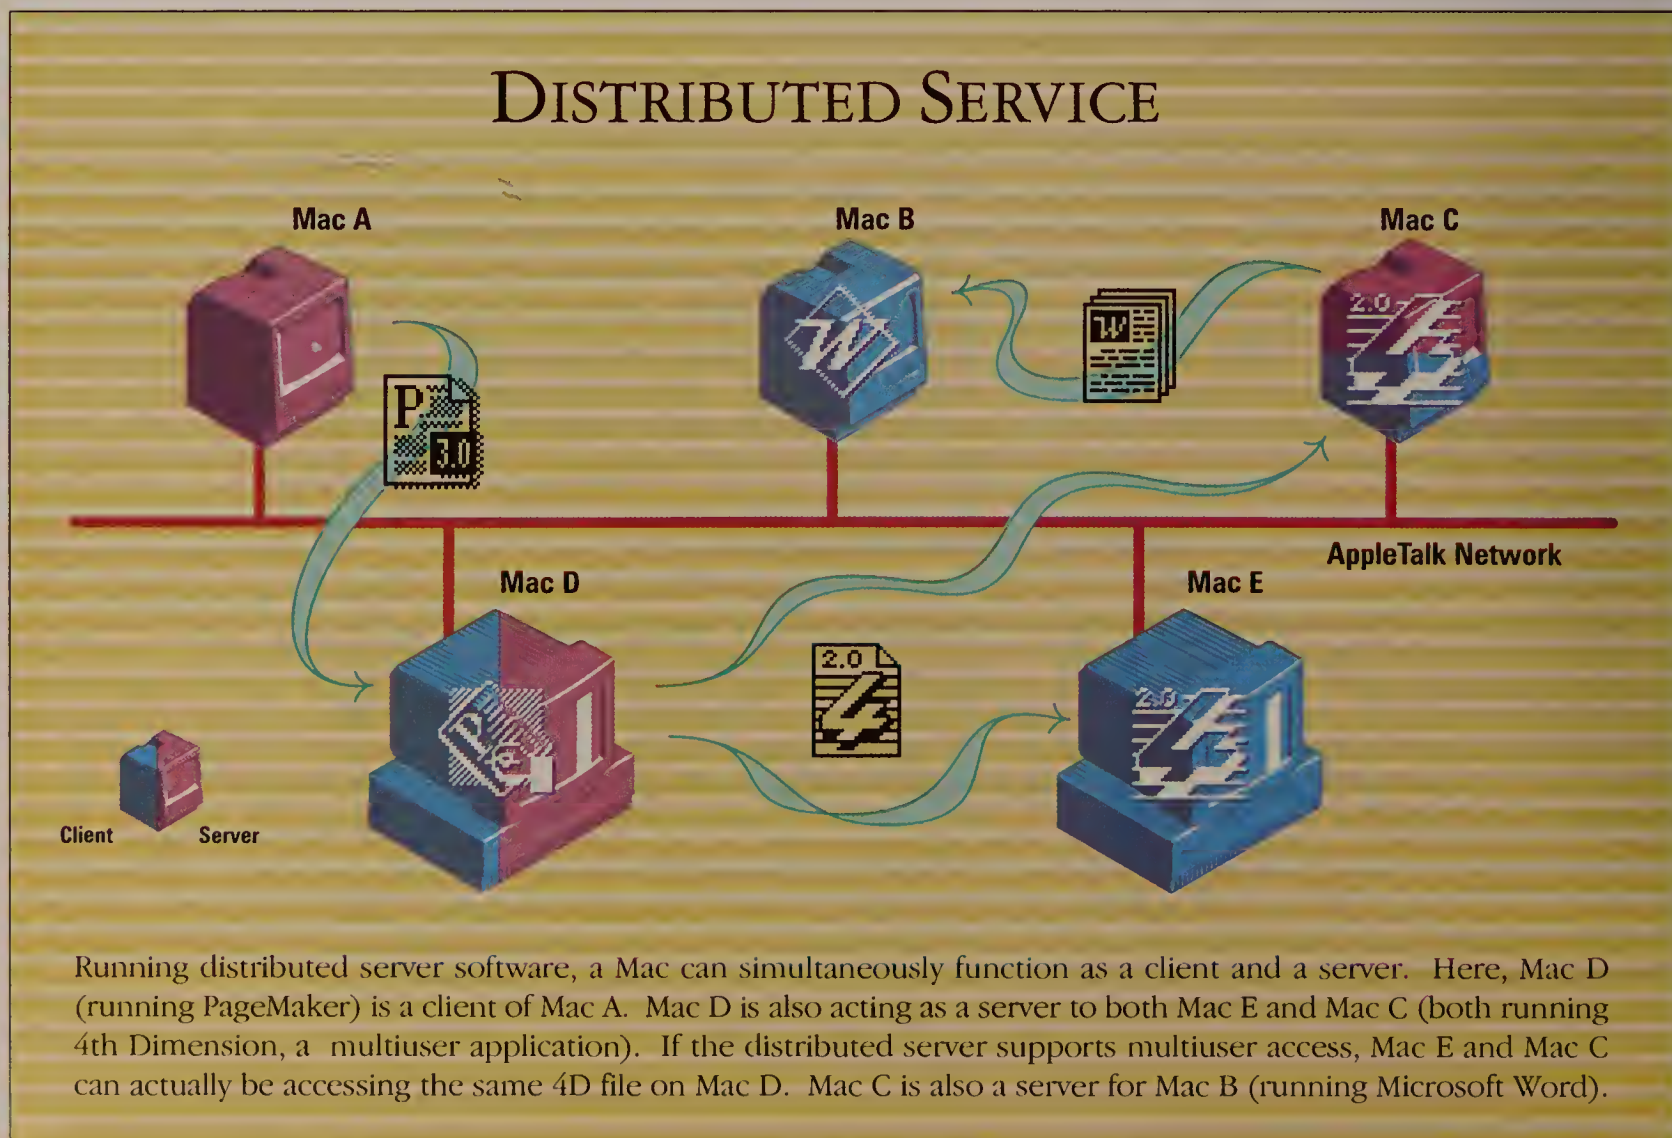 DISTRIBUTED SERVICE
Mac A
Mac B
Mac C
W
2.0
W
P
3.0
AppleTalk Network
Mac D
Mac E
2.0
2.0
P
Client
Server
Running distributed server software, a Mac can simultaneously function as a client and a server. Here, Mac D
(running PageMaker) is a client of Mac A. Mac D is also acting as a server to both Mac E and Mac C (both running
4th Dimension, a multiuser application). If the distributed server supports multiuser access, Mac E and Mac C
can actually be accessing the same 4D file on Mac D. Mac C is also a server for Mac B (running Microsoft Word).